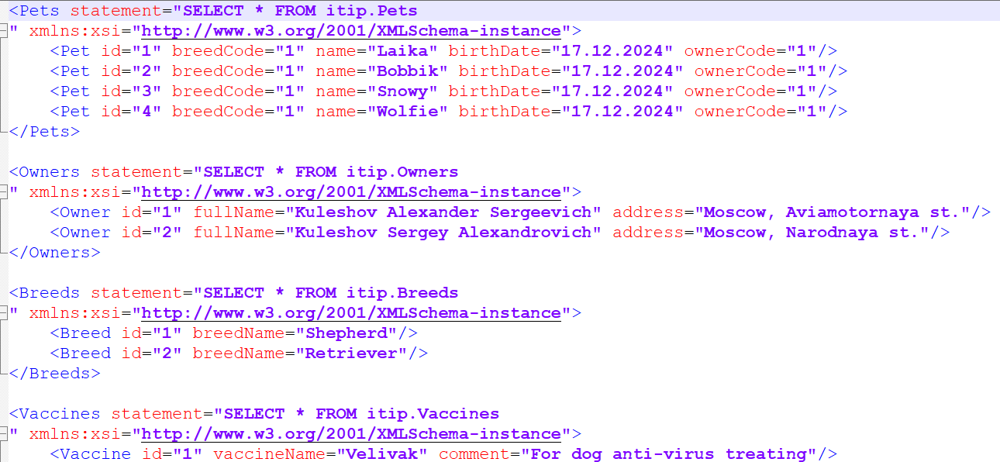 <Pets statement="SELECT * FROM itip.Pets
" xmlns:xsi="http://www.w3.org/2001/XMLSchema-instance">
    <Pet id="1" breedCode="1" name="Laika" birthDate="17.12.2024" ownerCode="1"/>
    <Pet id="2" breedCode="1" name="Bobbik" birthDate="17.12.2024" ownerCode="1"/>
    <Pet id="3" breedCode="1" name="Snowy" birthDate="17.12.2024" ownerCode="1"/>
    <Pet id="4" breedCode="1" name="Wolfie" birthDate="17.12.2024" ownerCode="1"/>
</Pets>

<Owners statement="SELECT * FROM itip.Owners
" xmlns:xsi="http://www.w3.org/2001/XMLSchema-instance">
    <Owner id="1" fullName="Kuleshov Alexander Sergeevich" address="Moscow, Aviamotornaya st."/>
    <Owner id="2" fullName="Kuleshov Sergey Alexandrovich" address="Moscow, Narodnaya st."/>
</Owners>

<Breeds statement="SELECT * FROM itip.Breeds
" xmlns:xsi="http://www.w3.org/2001/XMLSchema-instance">
    <Breed id="1" breedName="Shepherd"/>
    <Breed id="2" breedName="Retriever"/>
</Breeds>

<Vaccines statement="SELECT * FROM itip.Vaccines
" xmlns:xsi="http://www.w3.org/2001/XMLSchema-instance">
    <Vaccine id="1" vaccineName="Velivak" comment="For dog anti-virus treating"/>